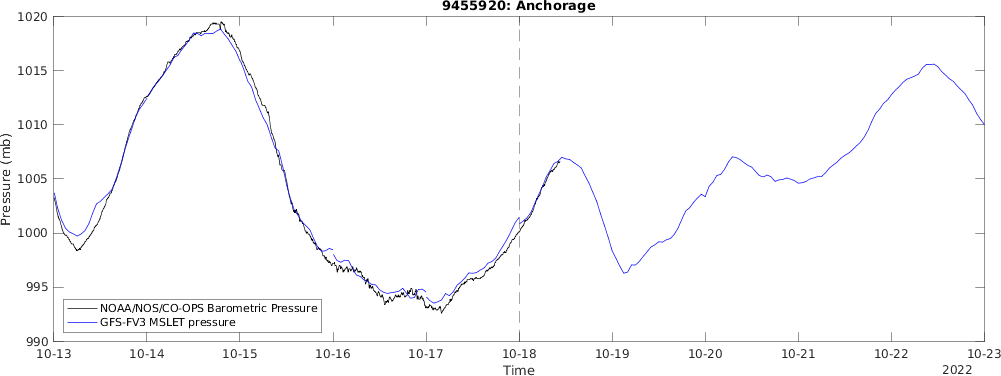 9455920: Anchorage
Pressure (mb)
1020
1015
1010
1005
1000
995
990
NOAA/NOS/CO-OPS Barometric Pressure
GFS-FV3 MSLET pressure
10-13 10-14 10-15 10-16 10-17 10-18 10-19 10-20 10-21 10-22 10-23
Time
2022